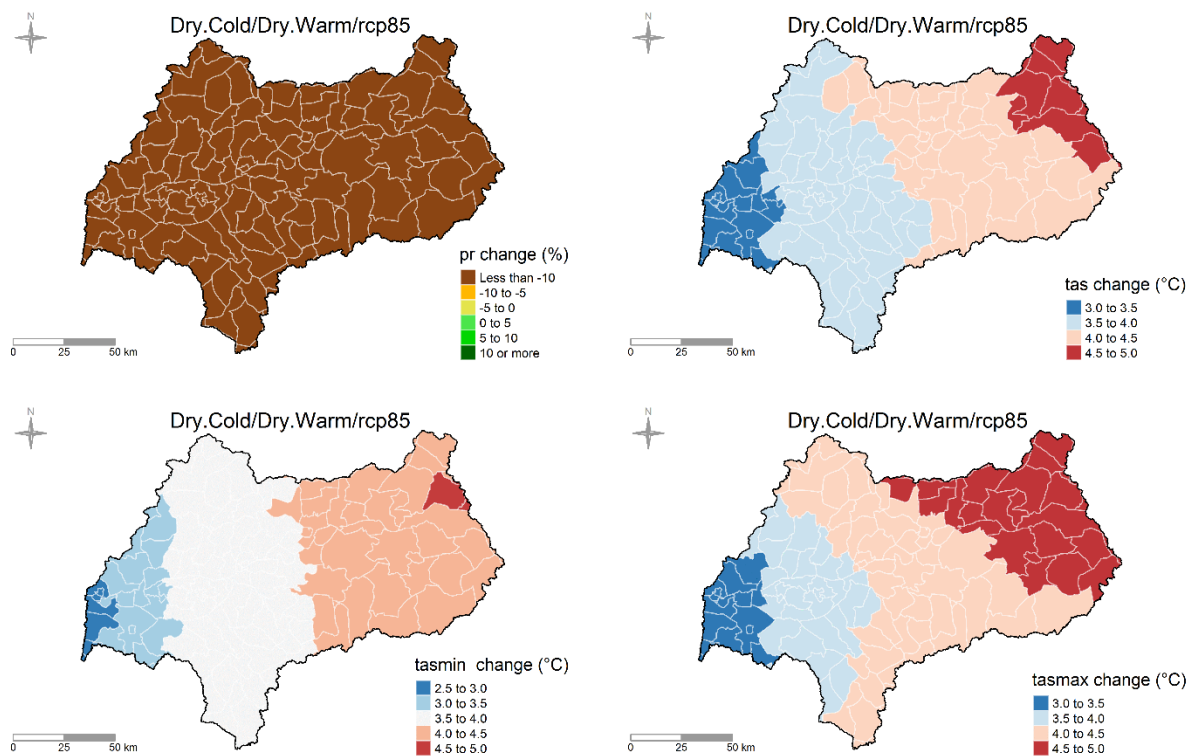 Dry.Cold/Dry.Warm/rcp85
N
pr change (%)
Less than -10
-10 to -5
-5 to 0
0 to 5
5 to 10
10 or more
0 25 50 km
Dry.Cold/Dry.Warm/rcp85
N
tas change (°C)
3.0 to 3.5
3.5 to 4.0
4.0 to 4.5
4.5 to 5.0
0 25 50 km
Dry.Cold/Dry.Warm/rcp85
N
tasmin change (°C)
2.5 to 3.0
3.0 to 3.5
3.5 to 4.0
4.0 to 4.5
4.5 to 5.0
0 25 50 km
Dry.Cold/Dry.Warm/rcp85
N
tasmax change (°C)
3.0 to 3.5
3.5 to 4.0
4.0 to 4.5
4.5 to 5.0
0 25 50 km